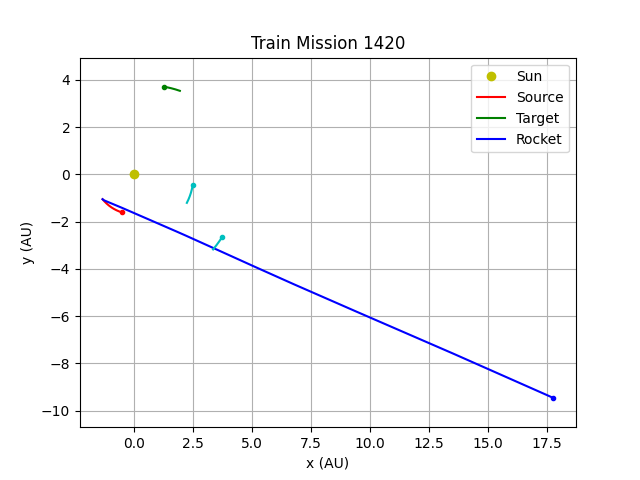 Train Mission 1420
Sun
Source
Target
Rocket
4
2
0
−2
−4
−6
−8
−10
y (AU)
0.0 2.5 5.0 7.5 10.0 12.5 15.0 17.5
x (AU)